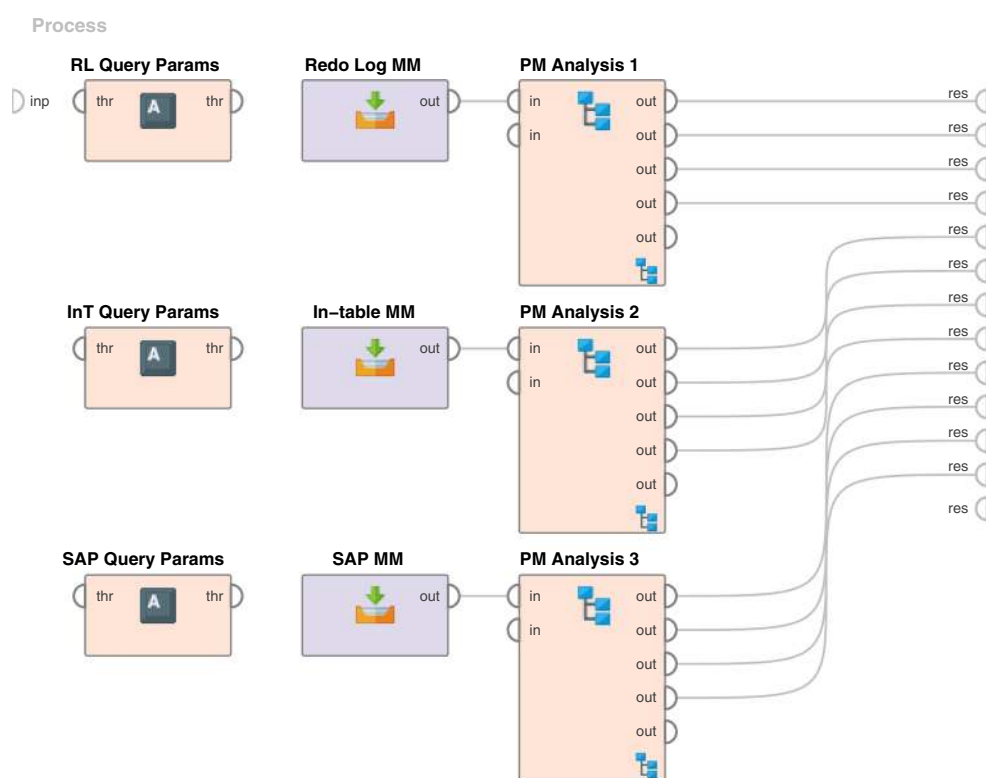 Process
RL Query Params
Redo Log MM
PM Analysis 1
inp
thr
A
thr
out
in
out
res
in
out
res
out
res
out
res
out
res
res
InT Query Params
In−table MM
PM Analysis 2
res
thr
A
thr
out
in
out
res
in
out
res
out
res
out
res
out
res
res
SAP Query Params
SAP MM
PM Analysis 3
thr
A
thr
out
in
out
in
out
out
out
out